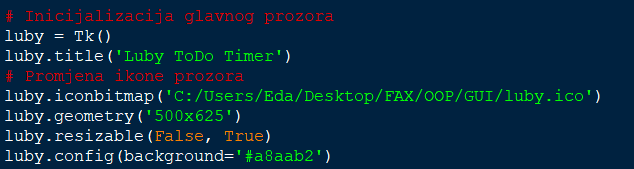 # Inicijalizacija glavnog prozora
luby = Tk()
luby.title('Luby ToDo Timer')
# Promjena ikone prozora
luby.iconbitmap('C:/Users/Eda/Desktop/FAX/OOP/GUI/luby.ico')
luby.geometry('500x625')
luby.resizable(False, True)
luby.config(background='#a8aab2')